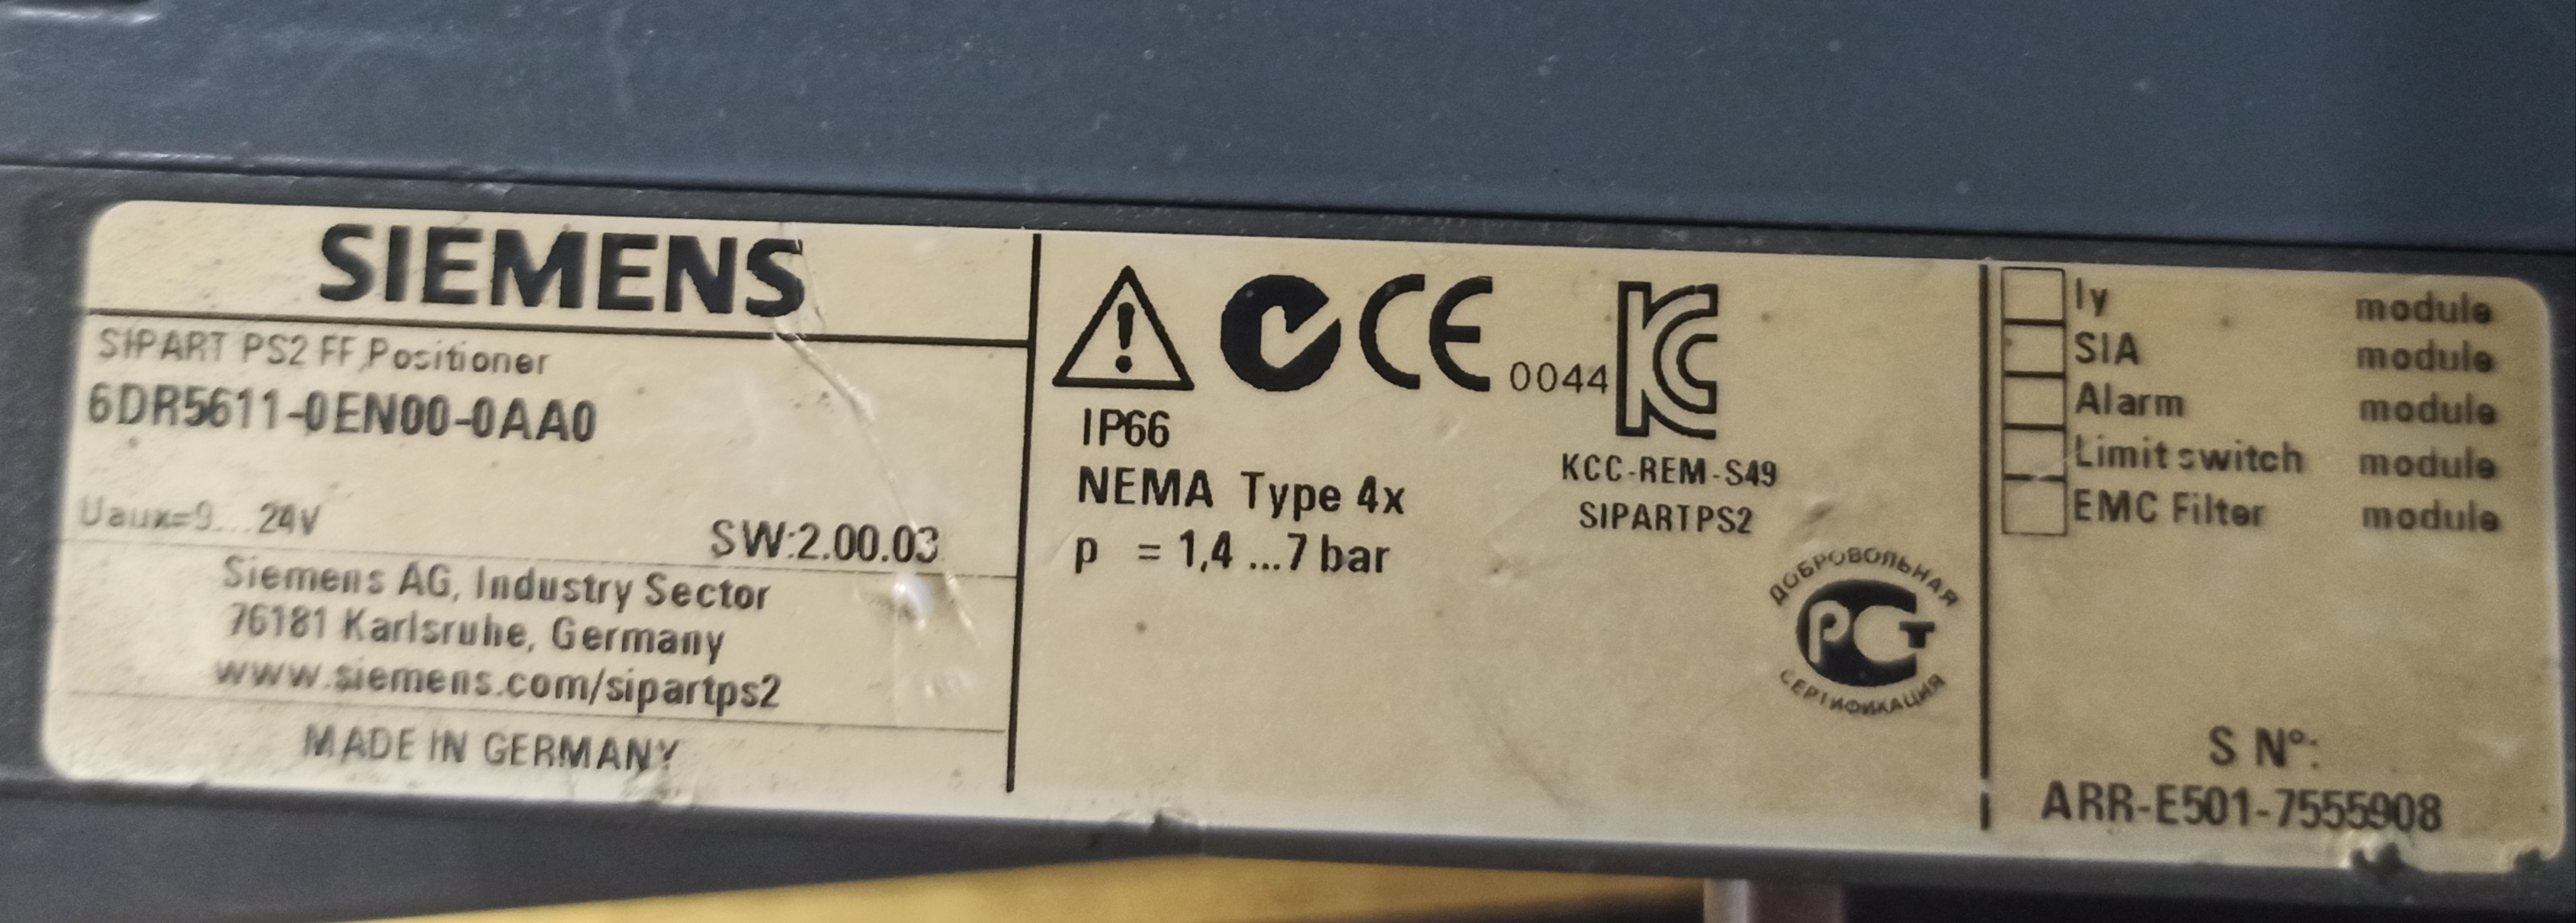 SIEMENS
SIPART PS2 FF Positioner
6DR5611-0EN00-0AA0
Uaux=9...24V
SW:2.00.03
Siemens AG, Industry Sector
76181 Karlsruhe, Germany
www.siemens.com/sipartps2
MADE IN GERMANY
CE 0044
IP66
NEMA Type 4x
p = 1,4 ...7 bar
KCC-REM-S49
SIPARTPS2
ДОБРОВОЛЬНАЯ
РСТ
СЕРТИФИКАЦИЯ
Iy module
SIA module
Alarm module
Limit switch module
EMC Filter module
S N°:
ARR-E501-7555908